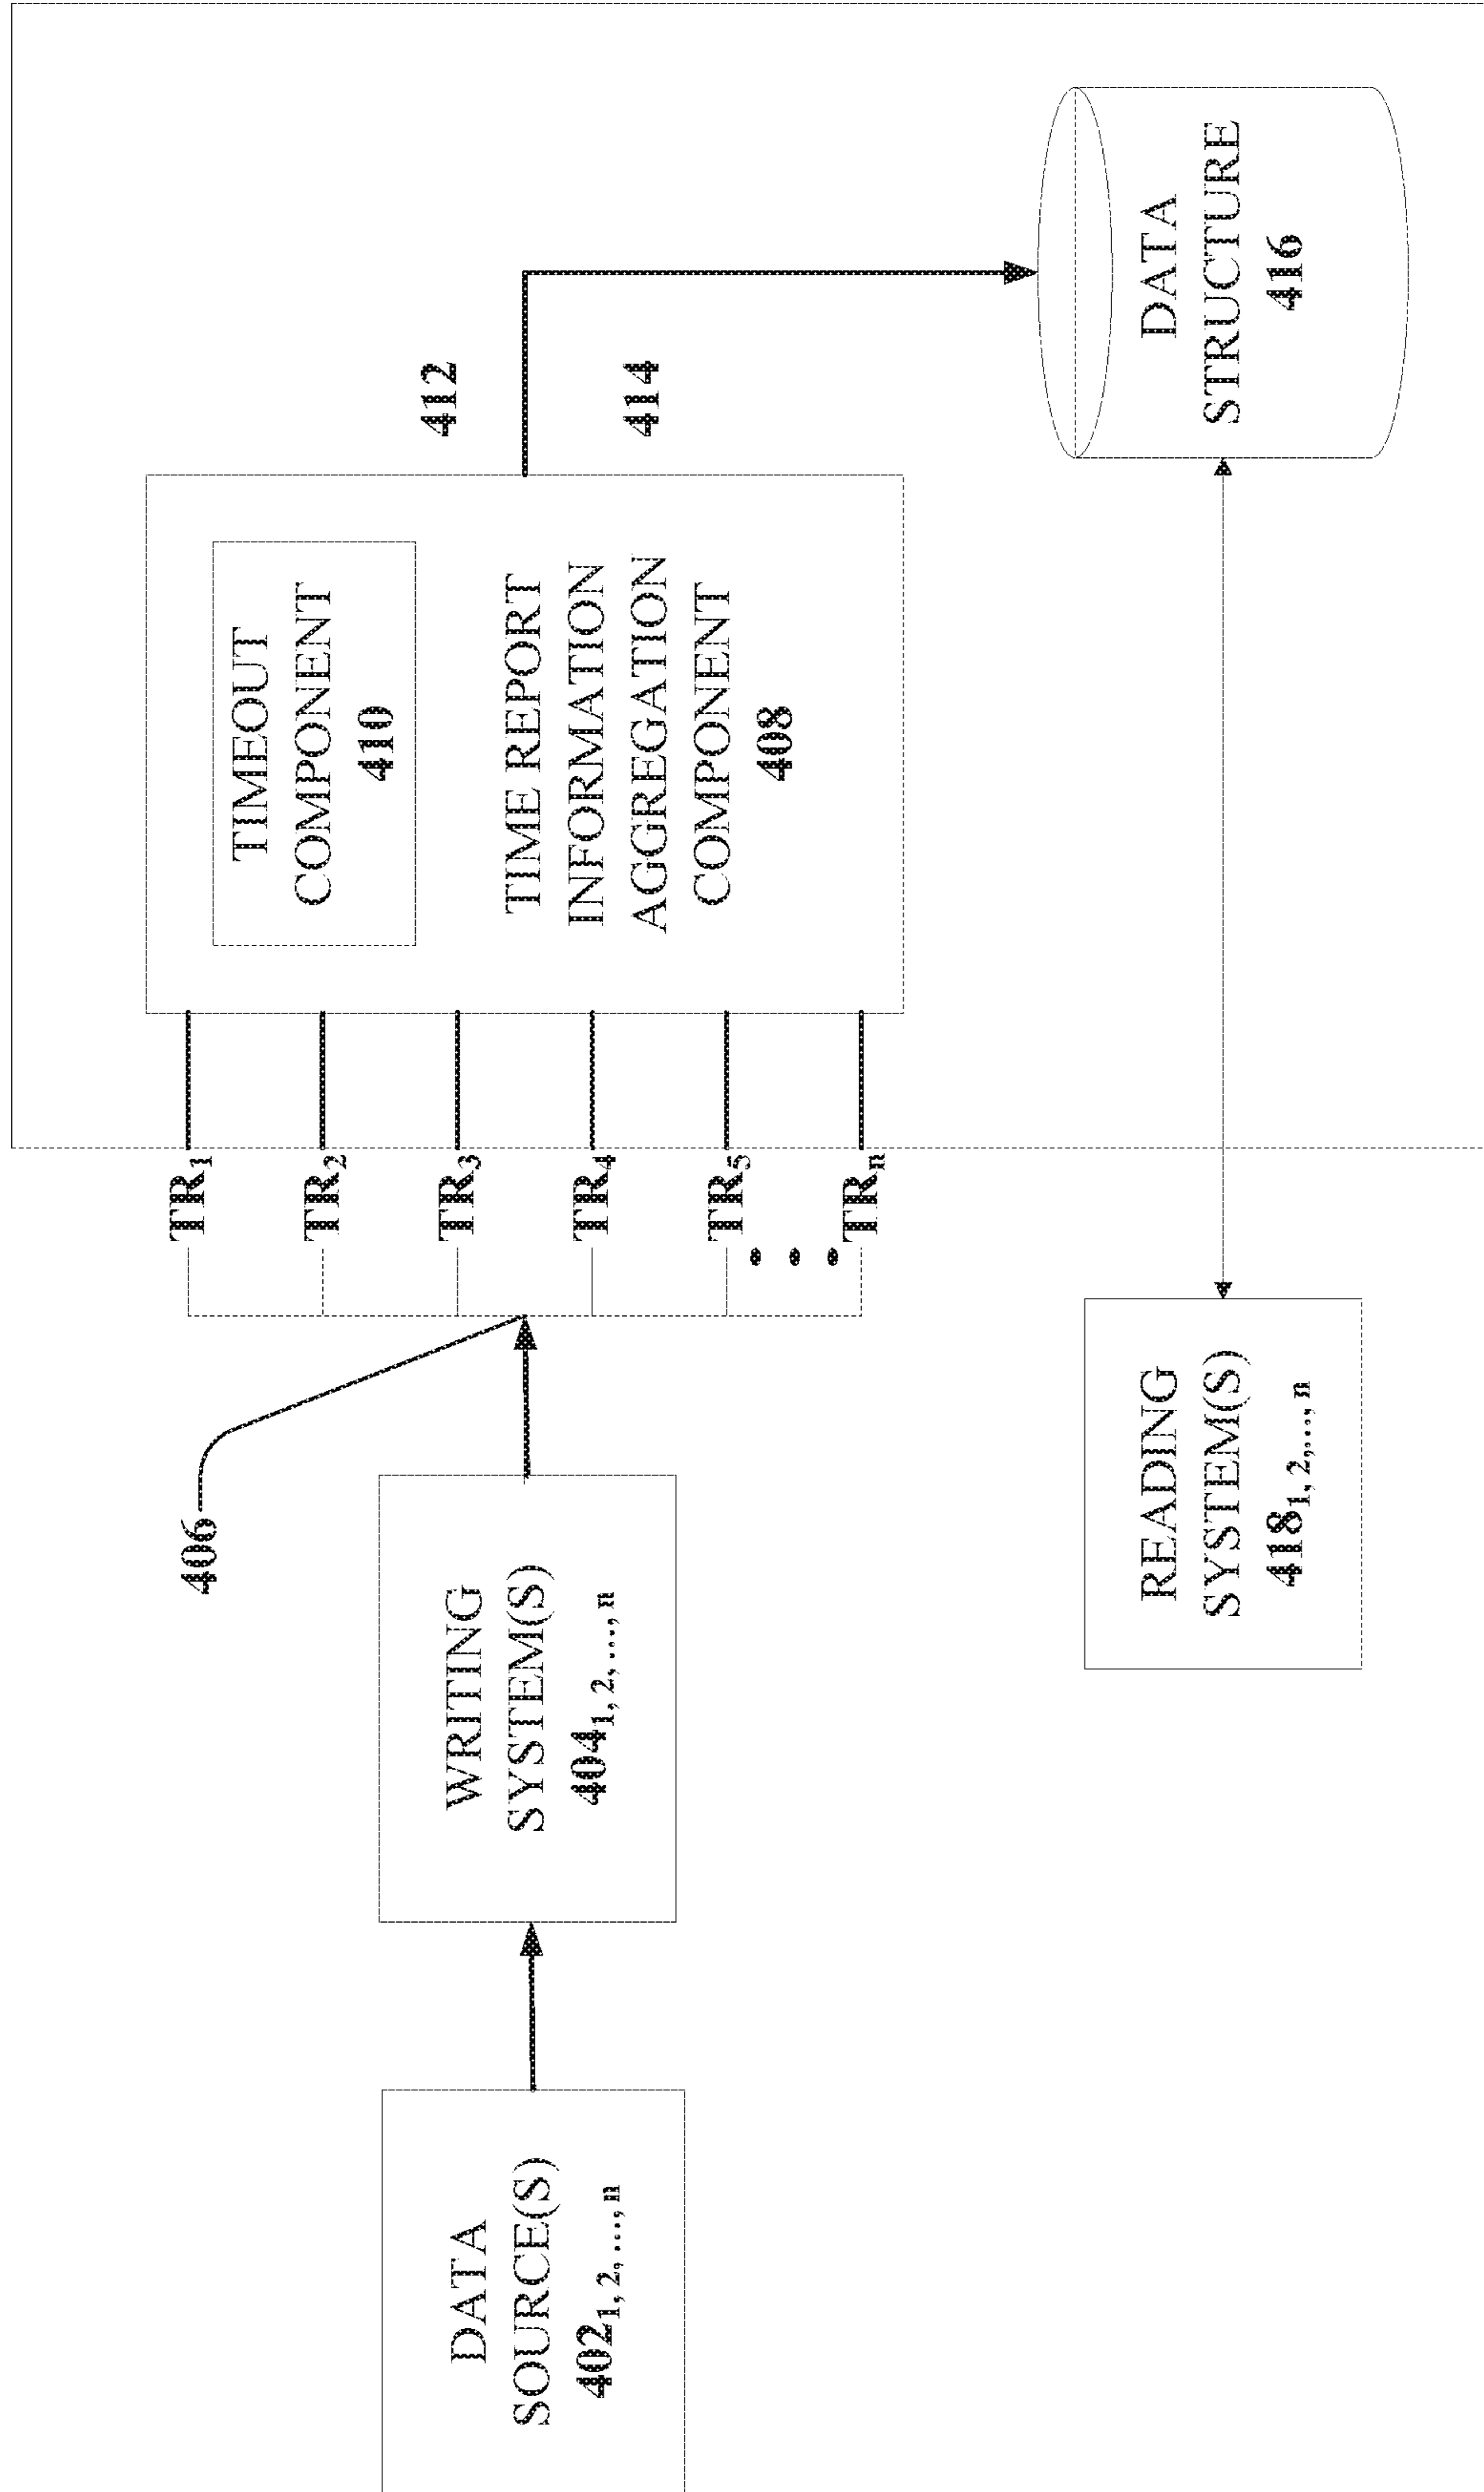 DATA
SOURCE(S)
402₁, ₂, ..., ₙ
WRITING
SYSTEM(S)
404₁, ₂, ..., ₙ
406
TR₁
TR₂
TR₃
TR₄
TR₅
...
TRₙ
TIMEOUT
COMPONENT
410
TIME REPORT
INFORMATION
AGGREGATION
COMPONENT
408
412
414
DATA
STRUCTURE
416
READING
SYSTEM(S)
418₁, ₂,..., ₙ